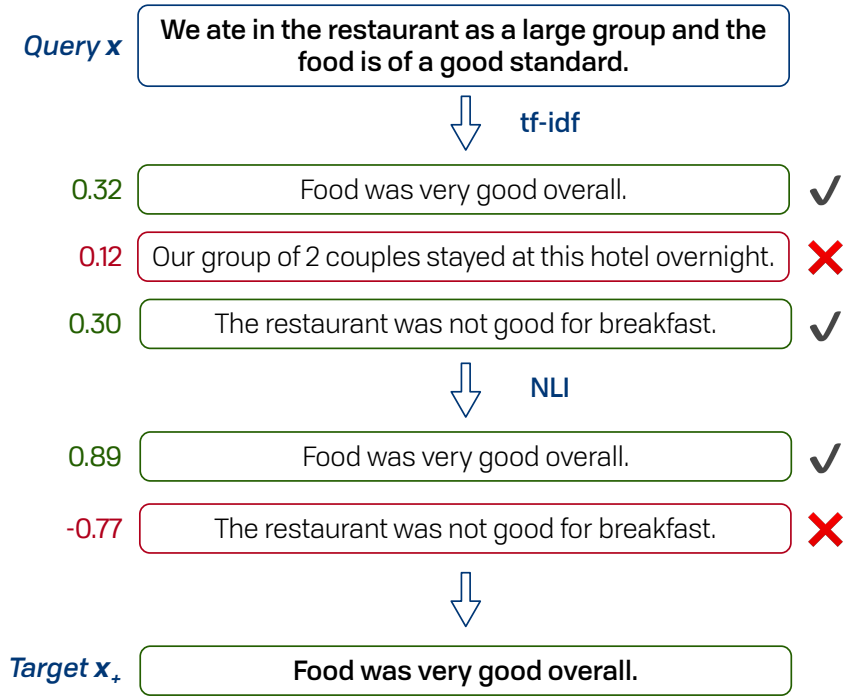 Query x
We ate in the restaurant as a large group and the
food is of a good standard.
tf-idf
0.32 Food was very good overall.
0.12 Our group of 2 couples stayed at this hotel overnight.
0.30 The restaurant was not good for breakfast.
NLI
0.89 Food was very good overall.
-0.77 The restaurant was not good for breakfast.
Target x₊ Food was very good overall.